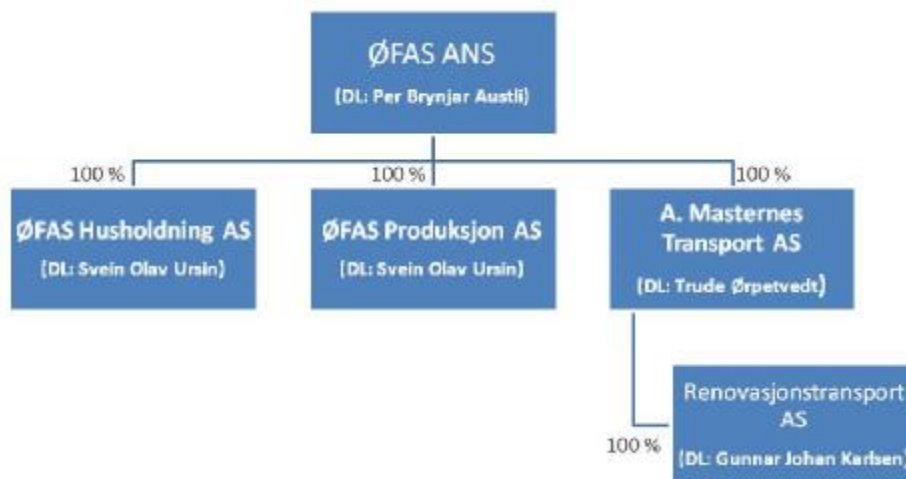 ØFAS ANS
(DL: Per Brynjar Austli)
100 %
100 %
100 %
ØFAS Husholdning AS
(DL: Svein Olav Ursin)
ØFAS Produksjon AS
(DL: Svein Olav Ursin)
A. Masternes
Transport AS
(DL: Trude Ørpetvedt)
100 %
Renovasjonstransport
AS
(DL: Gunnar Johan Karlsen)